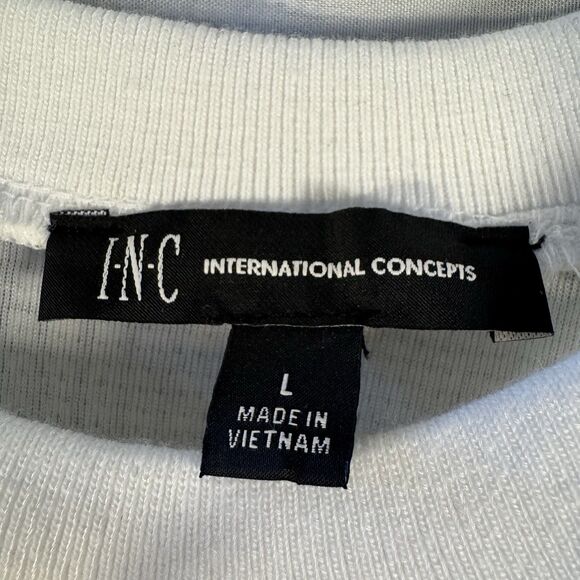 I·N·C INTERNATIONAL CONCEPTS
L
MADE IN
VIETNAM